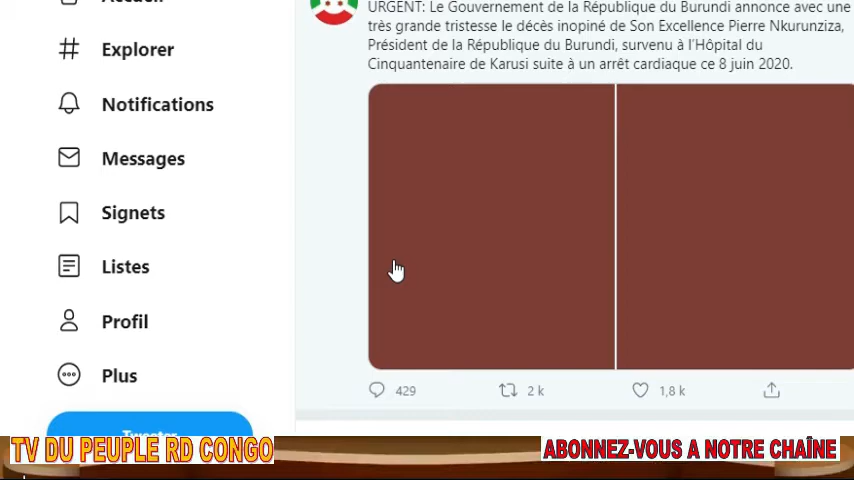 Accueil
URGENT: Le Gouvernement de la République du Burundi annonce avec une
très grande tristesse le décès inopiné de Son Excellence Pierre Nkurunziza,
Président de la République du Burundi, survenu à l'Hôpital du
Cinquantenaire de Karusi suite à un arrêt cardiaque ce 8 juin 2020.
Explorer
Notifications
Messages
Signets
Listes
Profil
Plus
429
2 k
1,8 k
Tweeter
TV DU PEUPLE RD CONGO
ABONNEZ-VOUS A NOTRE CHAÎNE